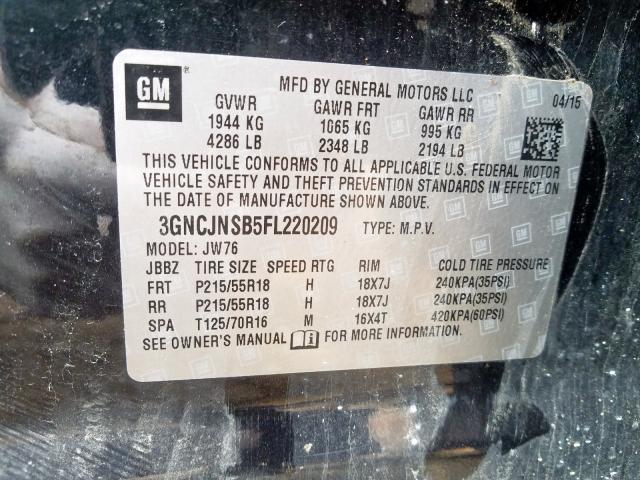 GM
MFD BY GENERAL MOTORS LLC
04/15
GVWR GAWR FRT GAWR RR
1944 KG 1065 KG 995 KG
4286 LB 2348 LB 2194 LB
THIS VEHICLE CONFORMS TO ALL APPLICABLE U.S. FEDERAL MOTOR
VEHICLE SAFETY AND THEFT PREVENTION STANDARDS IN EFFECT ON
THE DATE OF MANUFACTURE SHOWN ABOVE.
3GNCJNSB5FL220209 TYPE: M.P.V.
MODEL: JW76
JBBZ TIRE SIZE SPEED RTG RIM COLD TIRE PRESSURE
FRT P215/55R18 H 18X7J 240KPA(35PSI)
RR P215/55R18 H 18X7J 240KPA(35PSI)
SPA T125/70R16 M 16X4T 420KPA(60PSI)
SEE OWNER'S MANUAL i FOR MORE INFORMATION